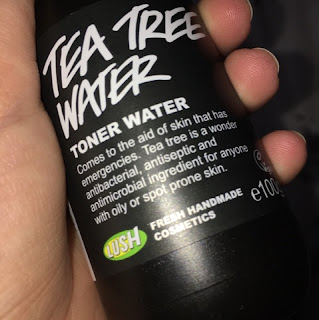 TEA TREE
WATER
TONER WATER
Comes to the aid of skin that has
emergencies. Tea tree is a wonder
antibacterial, antiseptic and
antimicrobial ingredient for anyone
with oily or spot prone skin.
LUSH
FRESH HANDMADE
COSMETICS
℮100